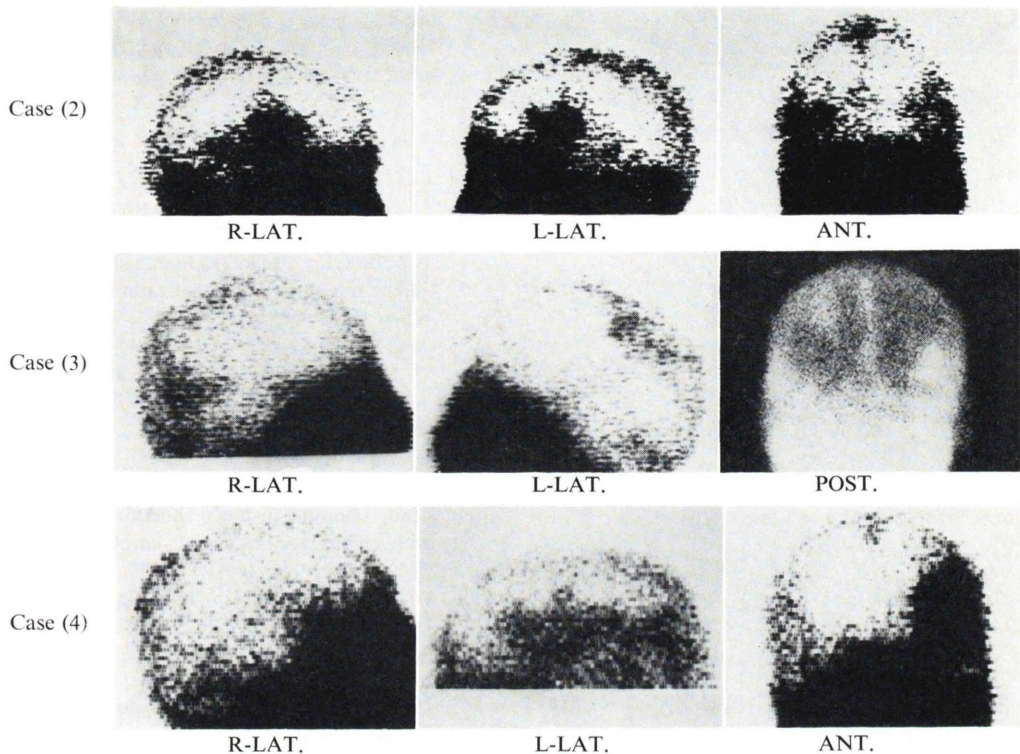 Case (2)
R-LAT. L-LAT. ANT.
Case (3)
R-LAT. L-LAT. POST.
Case (4)
R-LAT. L-LAT. ANT.